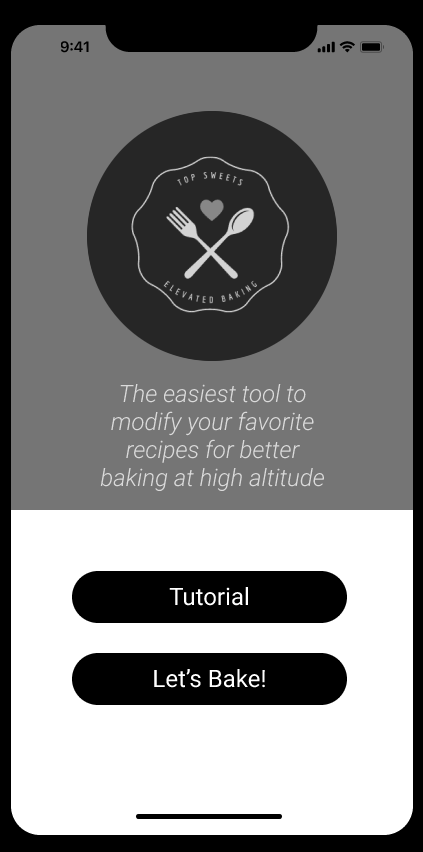 9:41
TOP SWEETS
ELEVATED BAKING
The easiest tool to
modify your favorite
recipes for better
baking at high altitude
Tutorial
Let’s Bake!